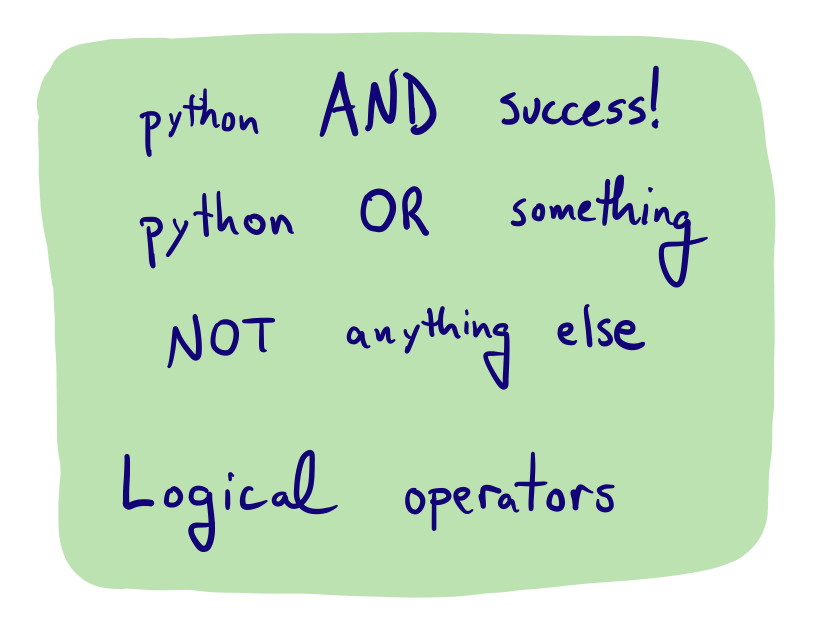 python AND success!
python OR something
NOT anything else
Logical operators